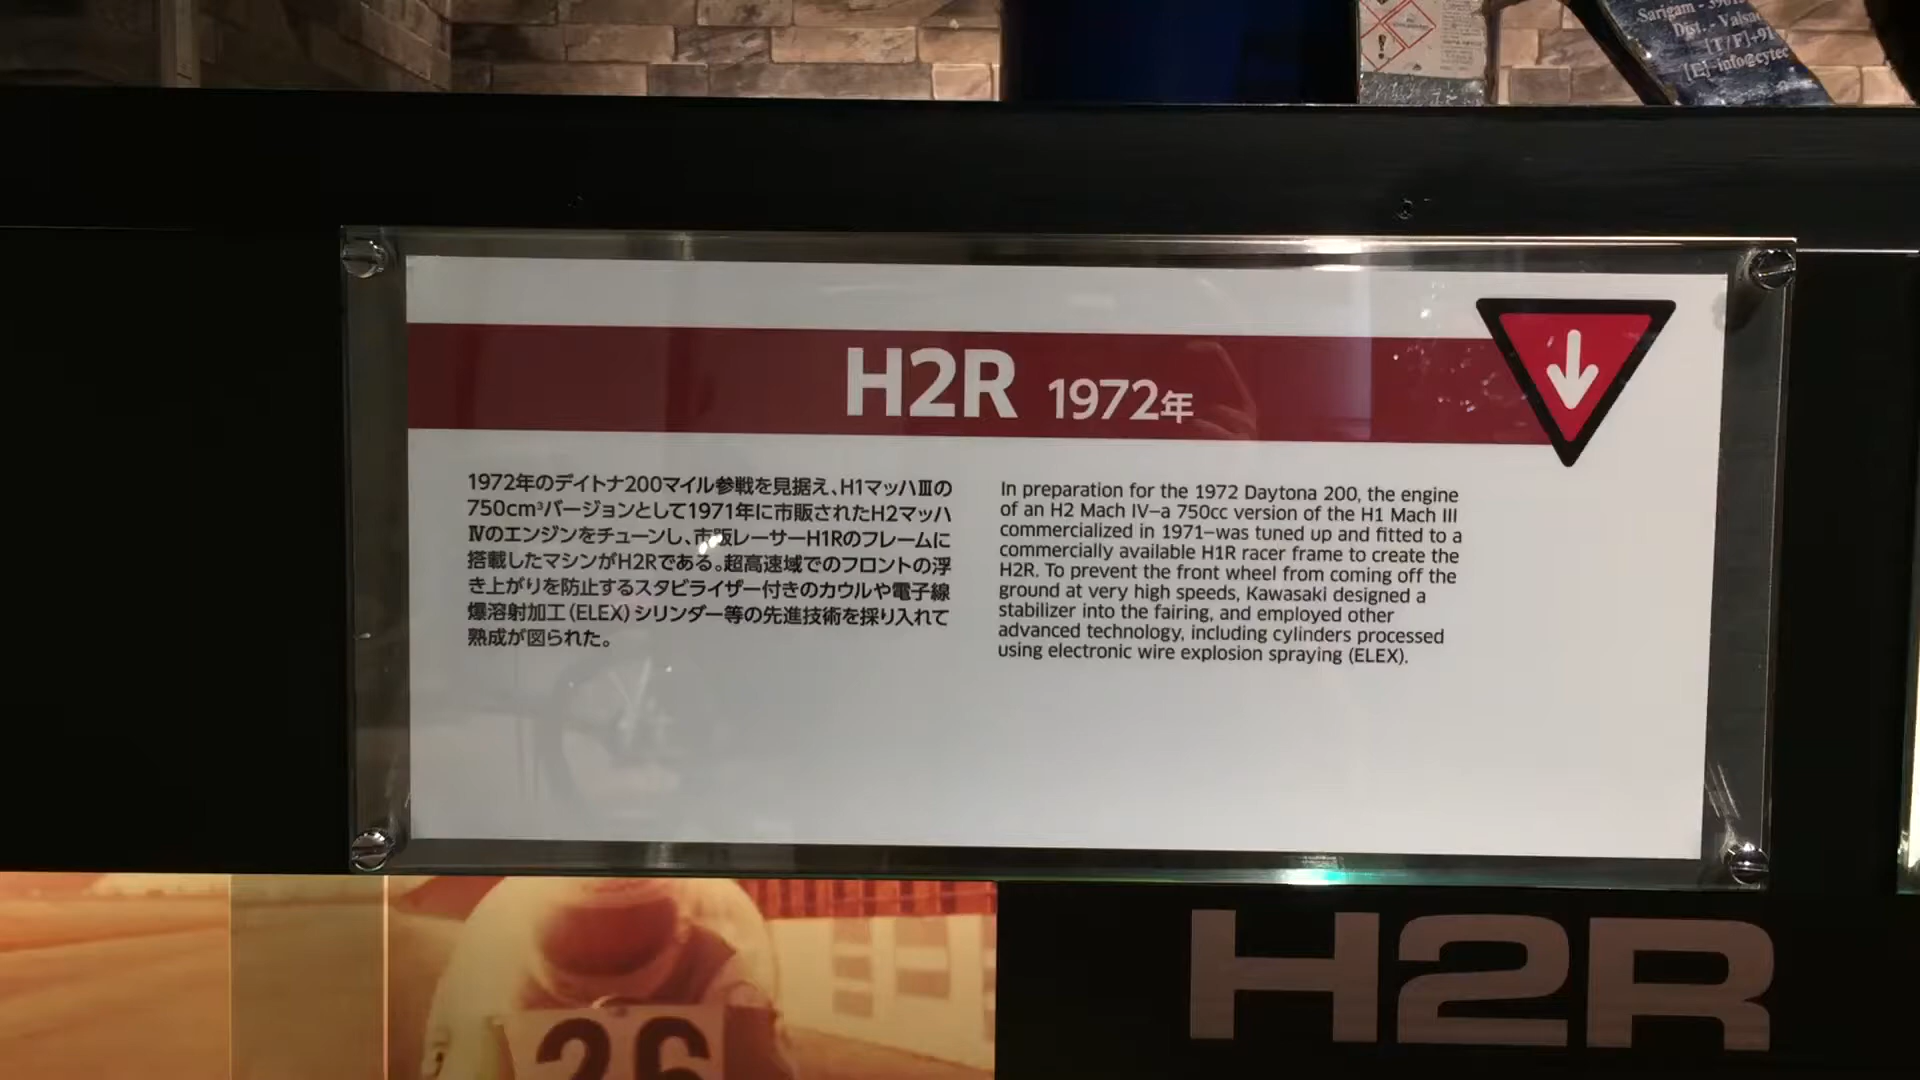 Sarigam -
Dist. - Valsad
[T/F]+91
[E]-info@cytec
H2R 1972年
1972年のデイトナ200マイル参戦を見据え、H1マッハⅢの
750cm³バージョンとして1971年に市販されたH2マッハ
Ⅳのエンジンをチューンし、市販レーサーH1Rのフレームに
搭載したマシンがH2Rである。超高速域でのフロントの浮
き上がりを防止するスタビライザー付きのカウルや電子線
爆溶射加工(ELEX)シリンダー等の先進技術を採り入れて
熟成が図られた。
In preparation for the 1972 Daytona 200, the engine
of an H2 Mach IV–a 750cc version of the H1 Mach III
commercialized in 1971–was tuned up and fitted to a
commercially available H1R racer frame to create the
H2R. To prevent the front wheel from coming off the
ground at very high speeds, Kawasaki designed a
stabilizer into the fairing, and employed other
advanced technology, including cylinders processed
using electronic wire explosion spraying (ELEX).
26
H2R